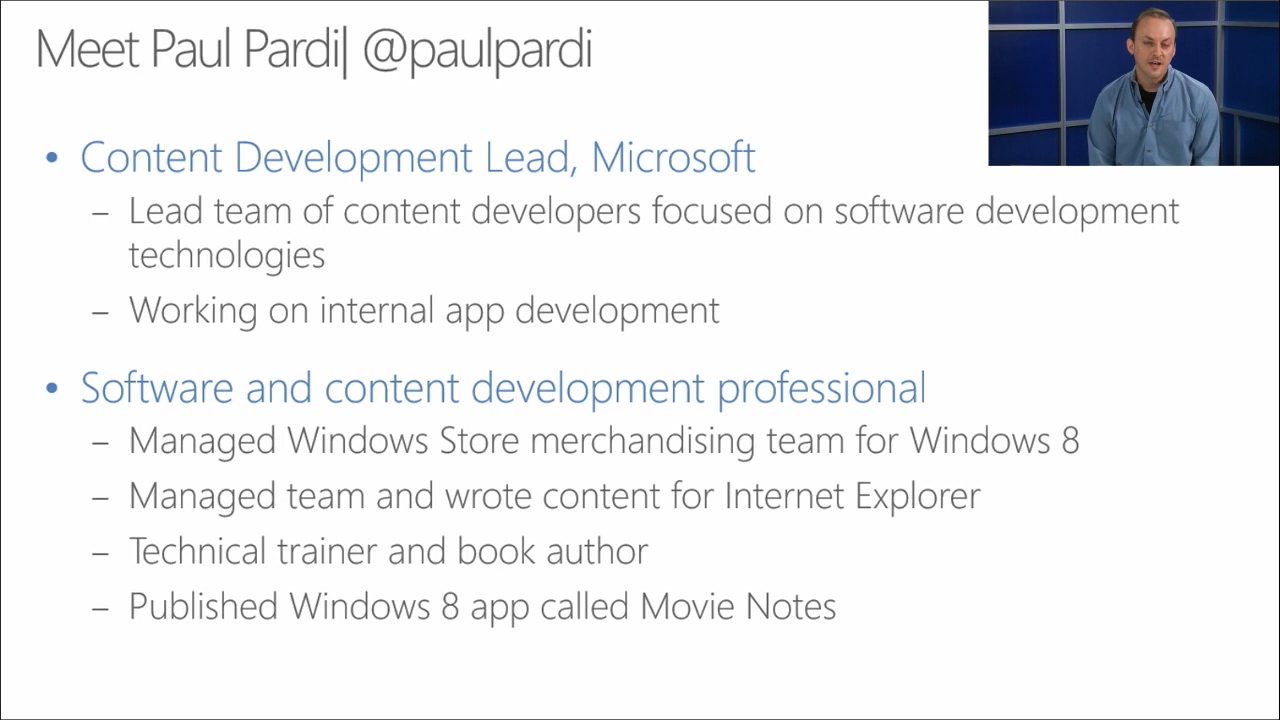 Meet Paul Pardi| @paulpardi
• Content Development Lead, Microsoft
– Lead team of content developers focused on software development
technologies
– Working on internal app development
• Software and content development professional
– Managed Windows Store merchandising team for Windows 8
– Managed team and wrote content for Internet Explorer
– Technical trainer and book author
– Published Windows 8 app called Movie Notes